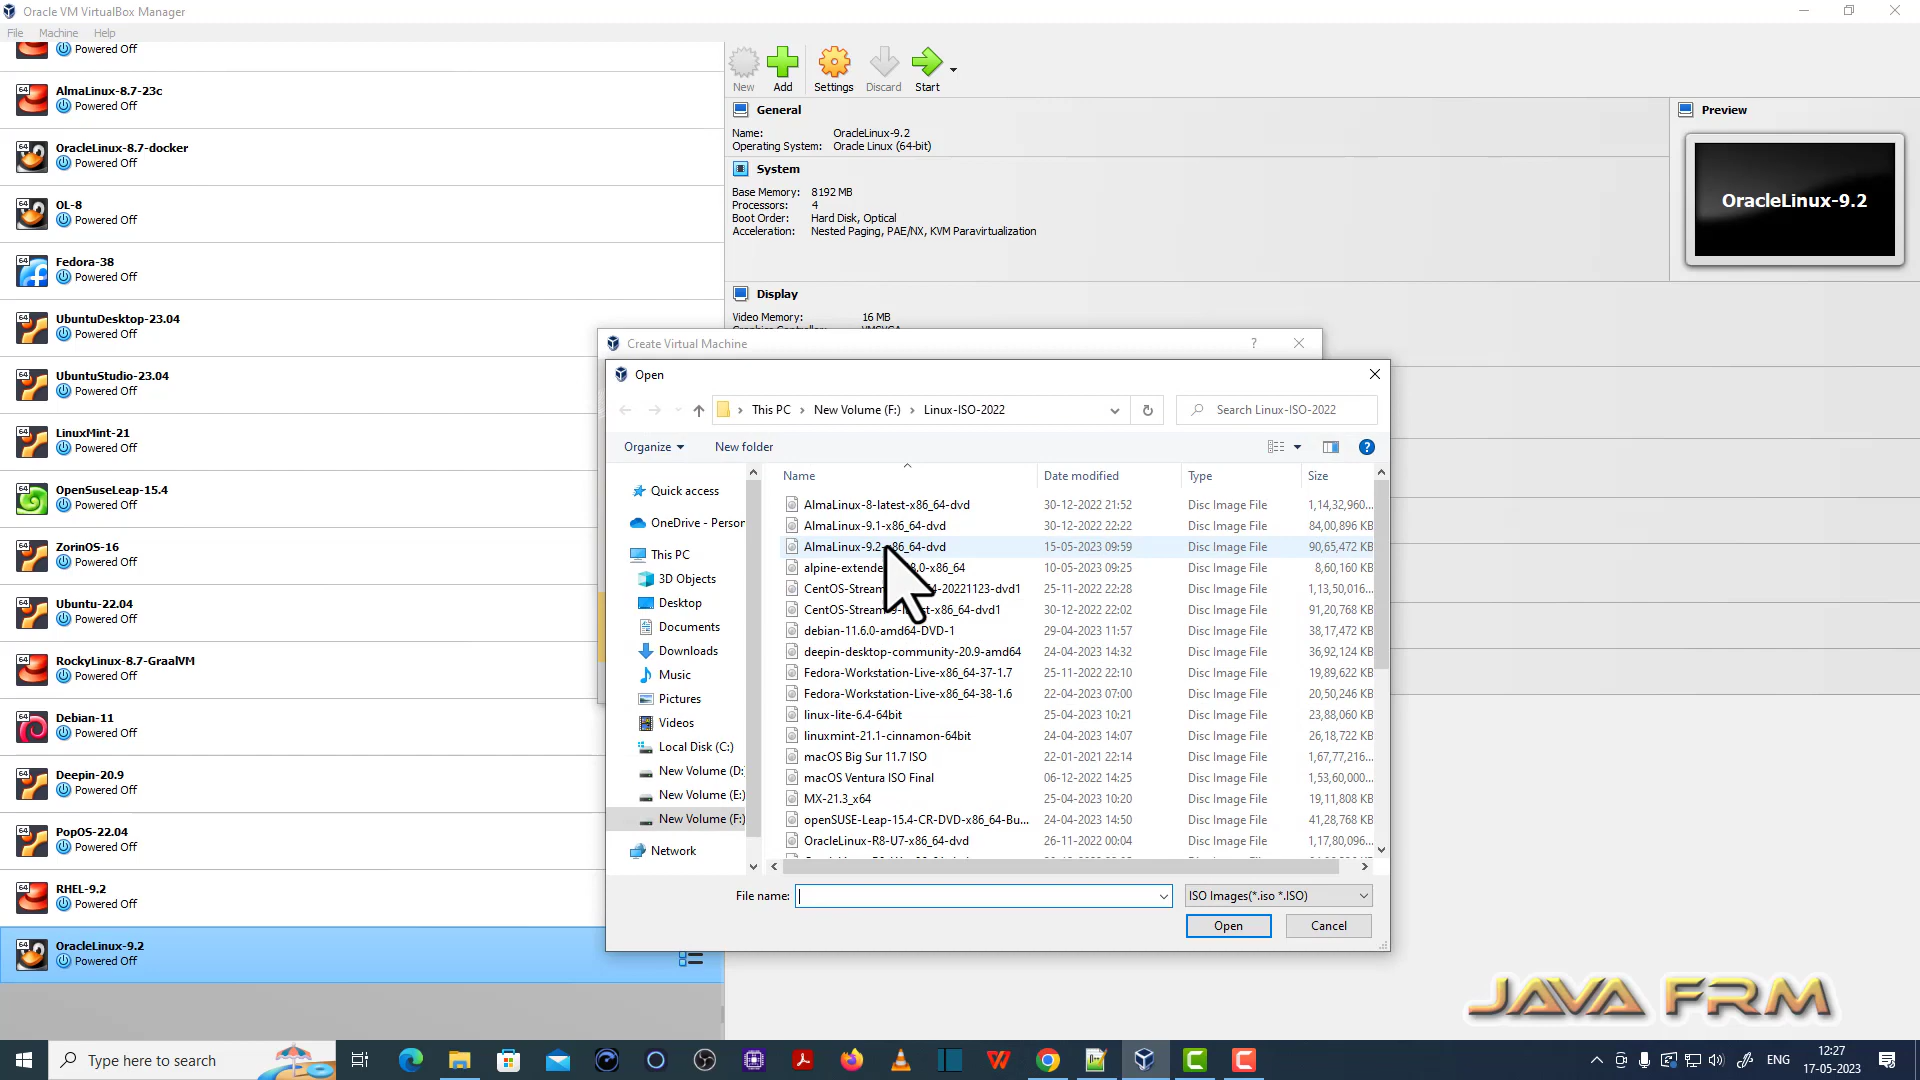 Oracle VM VirtualBox Manager
File Machine Help
Powered Off
AlmaLinux-8.7-23c
Powered Off
OracleLinux-8.7-docker
Powered Off
OL-8
Powered Off
Fedora-38
Powered Off
UbuntuDesktop-23.04
Powered Off
UbuntuStudio-23.04
Powered Off
LinuxMint-21
Powered Off
OpenSuseLeap-15.4
Powered Off
ZorinOS-16
Powered Off
Ubuntu-22.04
Powered Off
RockyLinux-8.7-GraalVM
Powered Off
Debian-11
Powered Off
Deepin-20.9
Powered Off
PopOS-22.04
Powered Off
RHEL-9.2
Powered Off
OracleLinux-9.2
Powered Off
New Add Settings Discard Start
General
Name: OracleLinux-9.2
Operating System: Oracle Linux (64-bit)
System
Base Memory: 8192 MB
Processors: 4
Boot Order: Hard Disk, Optical
Acceleration: Nested Paging, PAE/NX, KVM Paravirtualization
Display
Video Memory: 16 MB
Preview
OracleLinux-9.2
Create Virtual Machine ?
Open
This PC › New Volume (F:) › Linux-ISO-2022
Search Linux-ISO-2022
Organize New folder
Quick access
OneDrive - Person
This PC
3D Objects
Desktop
Documents
Downloads
Music
Pictures
Videos
Local Disk (C:)
New Volume (D:
New Volume (E:)
New Volume (F:)
Network
Name Date modified Type Size
AlmaLinux-8-latest-x86_64-dvd 30-12-2022 21:52 Disc Image File 1,14,32,960...
AlmaLinux-9.1-x86_64-dvd 30-12-2022 22:22 Disc Image File 84,00,896 KB
AlmaLinux-9.2-x86_64-dvd 15-05-2023 09:59 Disc Image File 90,65,472 KB
alpine-extende 8.0-x86_64 10-05-2023 09:25 Disc Image File 8,60,160 KB
CentOS-Stream 4-20221123-dvd1 25-11-2022 22:28 Disc Image File 1,13,50,016...
CentOS-Stream-9-latest-x86_64-dvd1 30-12-2022 22:02 Disc Image File 91,20,768 KB
debian-11.6.0-amd64-DVD-1 29-04-2023 11:57 Disc Image File 38,17,472 KB
deepin-desktop-community-20.9-amd64 24-04-2023 14:32 Disc Image File 36,92,124 KB
Fedora-Workstation-Live-x86_64-37-1.7 25-11-2022 22:10 Disc Image File 19,89,622 KB
Fedora-Workstation-Live-x86_64-38-1.6 22-04-2023 07:00 Disc Image File 20,50,246 KB
linux-lite-6.4-64bit 25-04-2023 10:21 Disc Image File 23,88,060 KB
linuxmint-21.1-cinnamon-64bit 24-04-2023 14:07 Disc Image File 26,18,722 KB
macOS Big Sur 11.7 ISO 22-01-2021 22:14 Disc Image File 1,67,77,216...
macOS Ventura ISO Final 06-12-2022 14:25 Disc Image File 1,53,60,000...
MX-21.3_x64 25-04-2023 10:20 Disc Image File 19,11,808 KB
openSUSE-Leap-15.4-CR-DVD-x86_64-Bu... 24-04-2023 14:50 Disc Image File 41,28,768 KB
OracleLinux-R8-U7-x86_64-dvd 26-11-2022 00:04 Disc Image File 1,17,80,096...
File name: ISO Images(*.iso *.ISO)
Open Cancel
JAVA FRM
Type here to search
ENG
12:27
17-05-2023